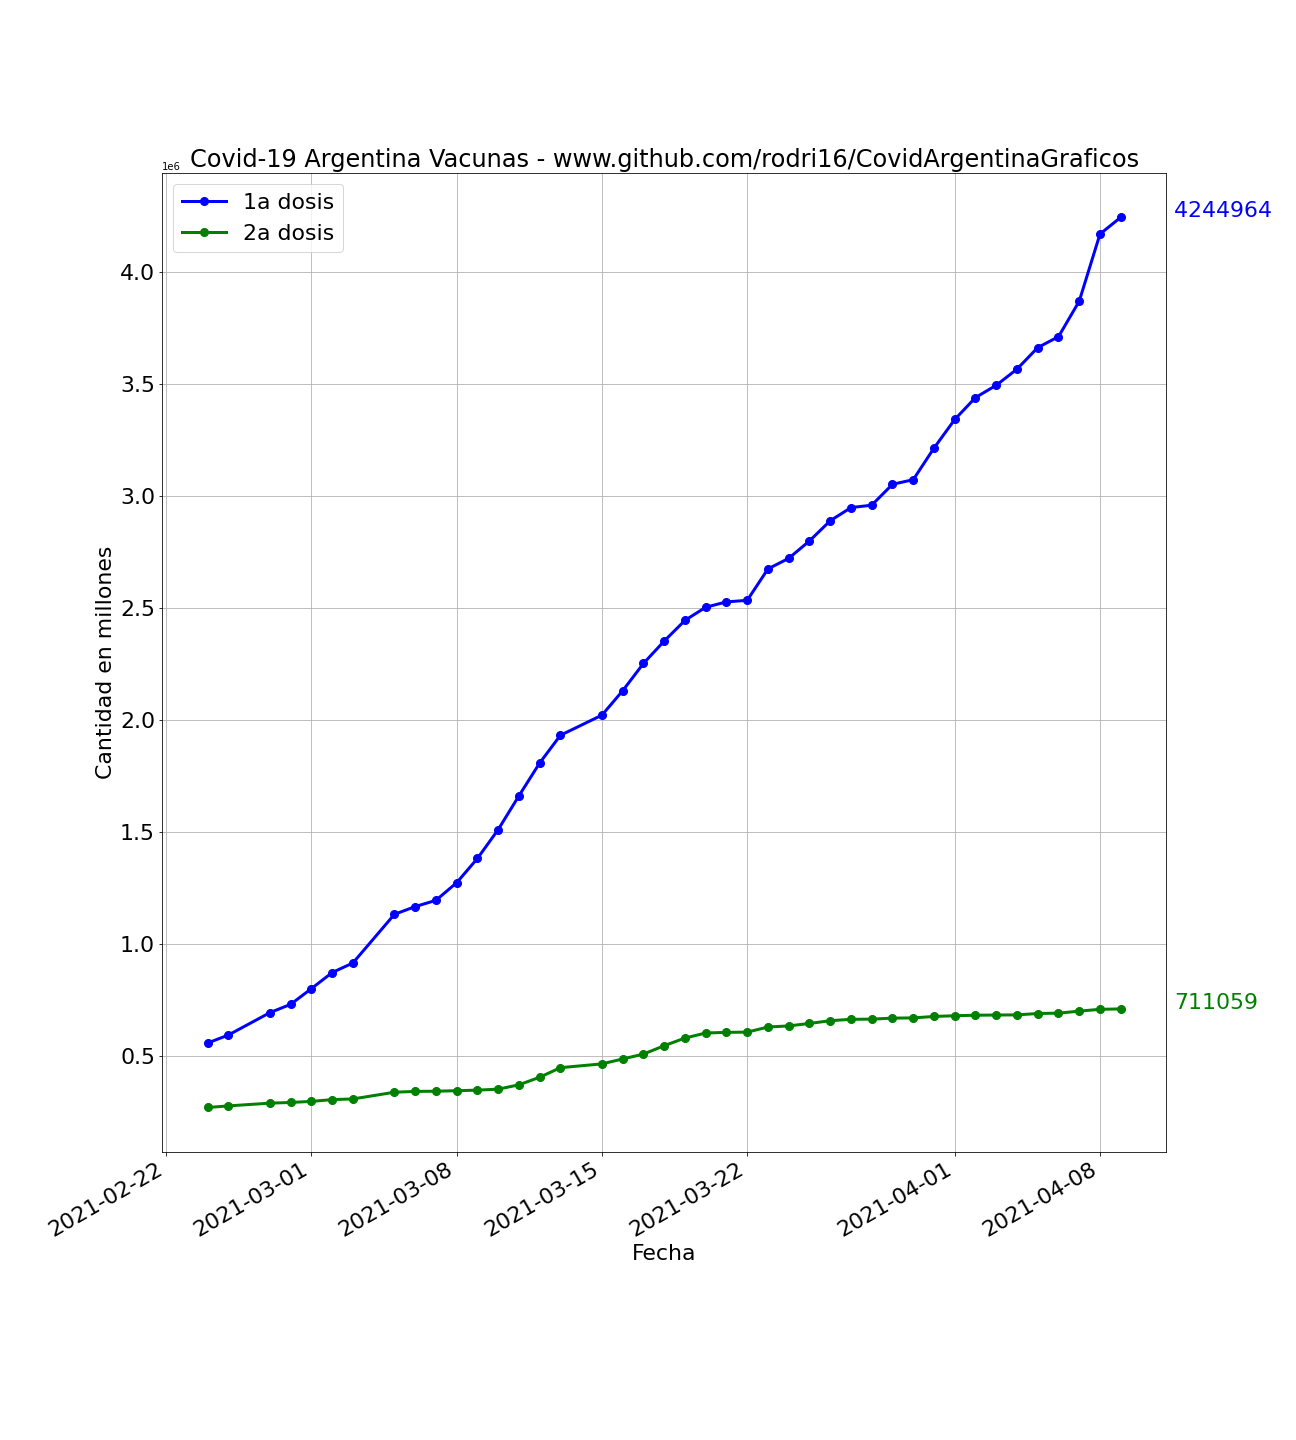 Covid-19 Argentina Vacunas - www.github.com/rodri16/CovidArgentinaGraficos
1e6
1a dosis
2a dosis
4244964
711059
4.0
3.5
3.0
2.5
2.0
1.5
1.0
0.5
Cantidad en millones
2021-02-22
2021-03-01
2021-03-08
2021-03-15
2021-03-22
2021-04-01
2021-04-08
Fecha